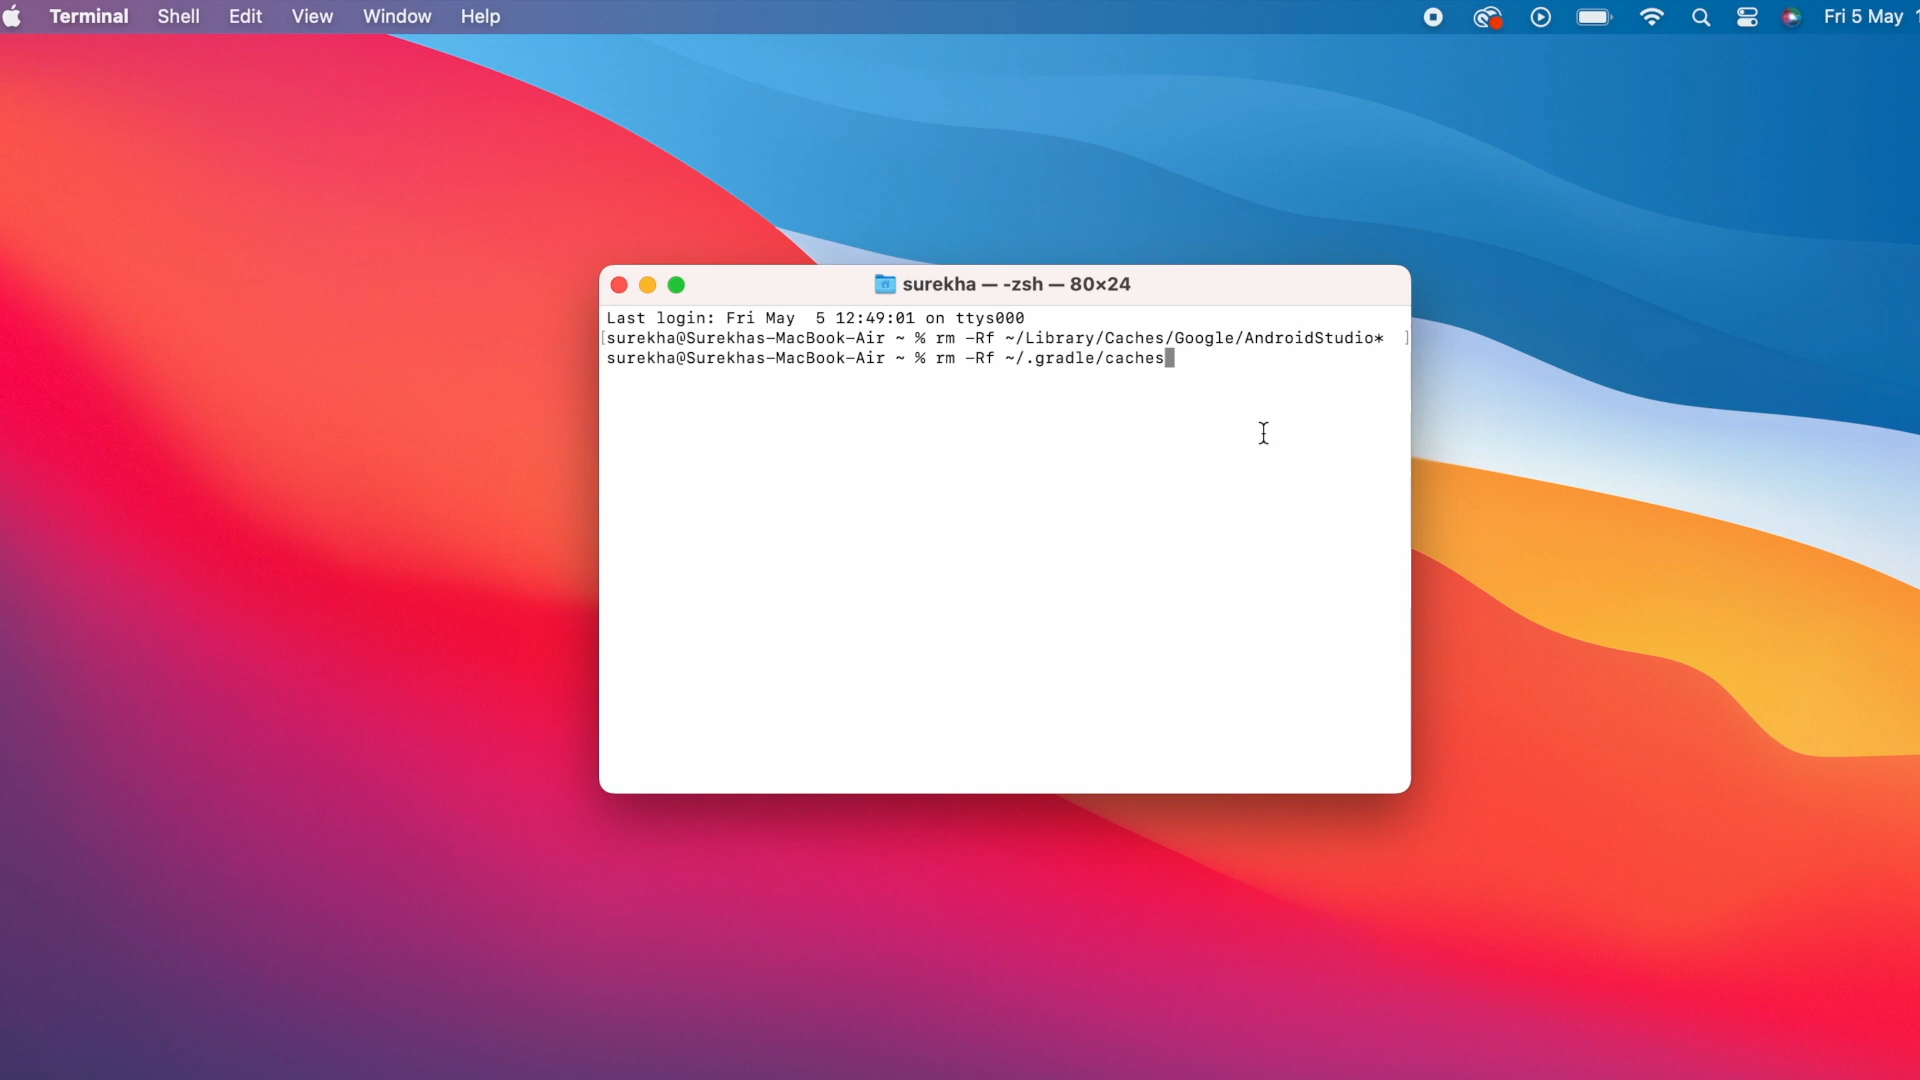 Terminal Shell Edit View Window Help Fri 5 May 1
surekha — -zsh — 80×24
Last login: Fri May  5 12:49:01 on ttys000
[surekha@Surekhas-MacBook-Air ~ % rm -Rf ~/Library/Caches/Google/AndroidStudio* ]
surekha@Surekhas-MacBook-Air ~ % rm -Rf ~/.gradle/caches